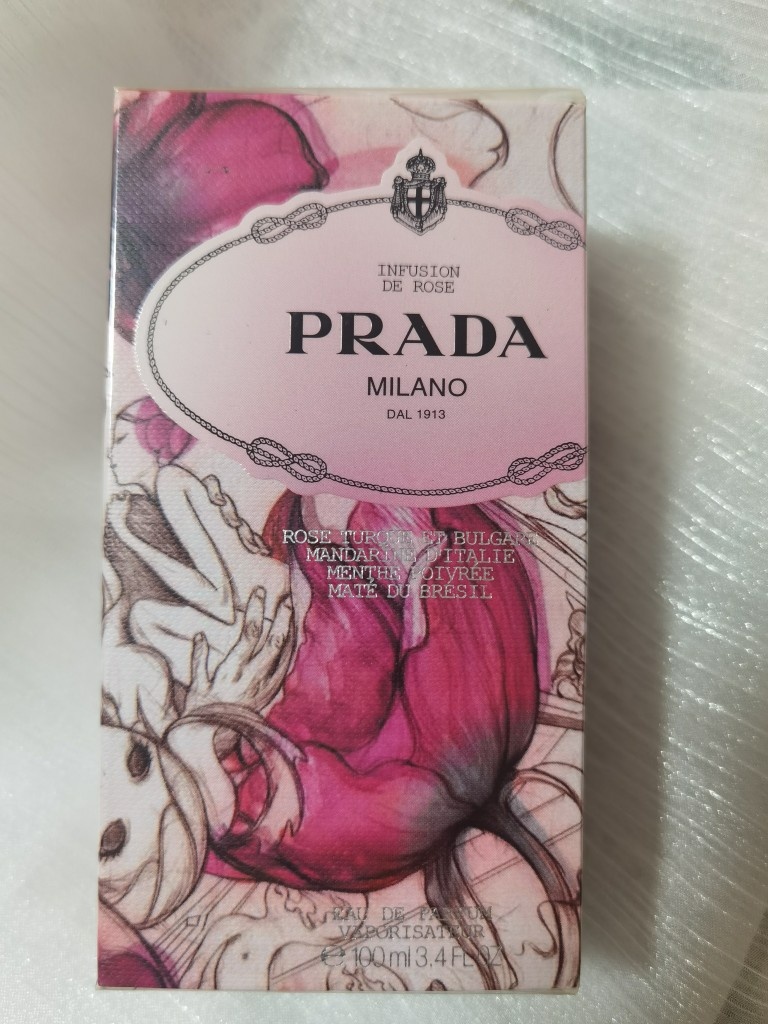 INFUSION
DE ROSE
PRADA
MILANO
DAL 1913
ROSE TURQUE ET BULGARE
MANDARINE D'ITALIE
MENTHE POIVRÉE
MATÉ DU BRÉSIL
EAU DE PARFUM
VAPORISATEUR
℮ 100 ml 3.4 FL.OZ